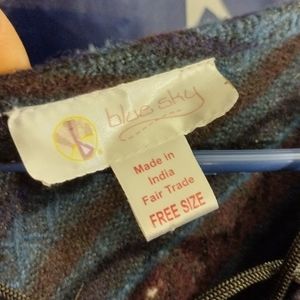 blue sky
Made in
India
Fair Trade
FREE SIZE